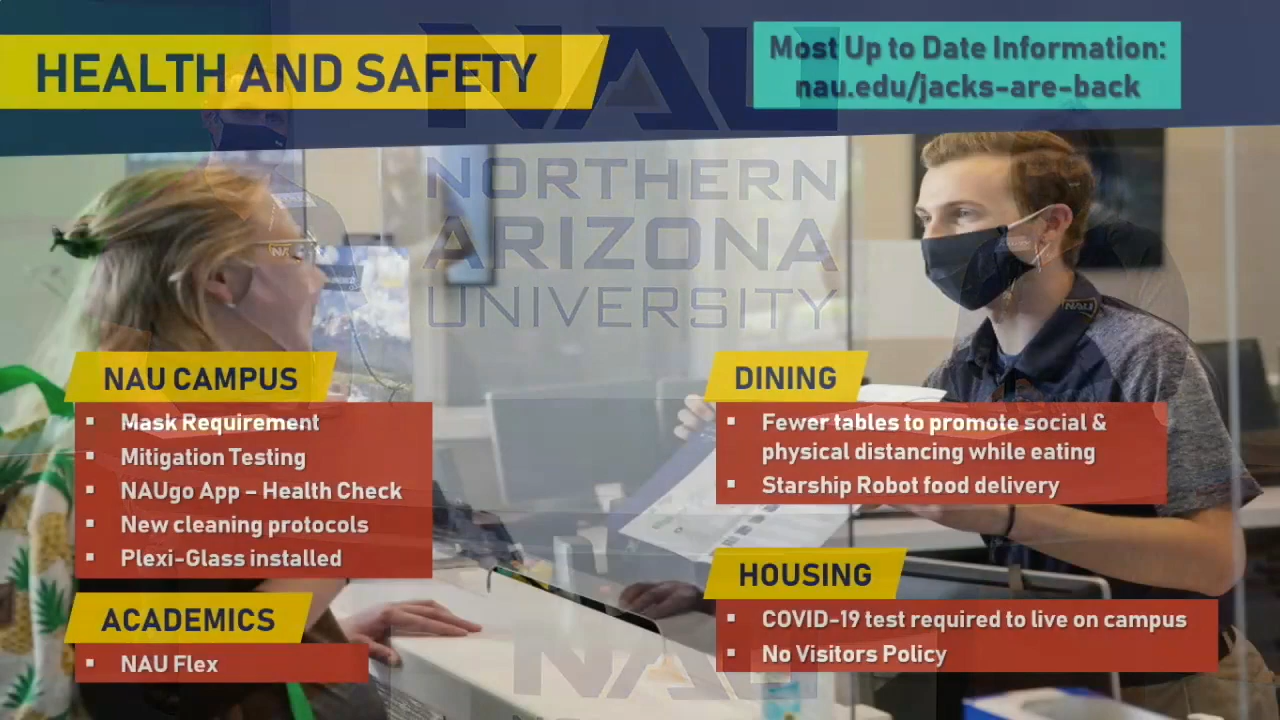 HEALTH AND SAFETY
Most Up to Date Information:
nau.edu/jacks-are-back
NAU
NORTHERN
ARIZONA
UNIVERSITY
NAU
NAU CAMPUS
▪ Mask Requirement
▪ Mitigation Testing
▪ NAUgo App – Health Check
▪ New cleaning protocols
▪ Plexi-Glass installed
ACADEMICS
▪ NAU Flex
DINING
▪ Fewer tables to promote social &
physical distancing while eating
▪ Starship Robot food delivery
HOUSING
▪ COVID-19 test required to live on campus
▪ No Visitors Policy
NAU